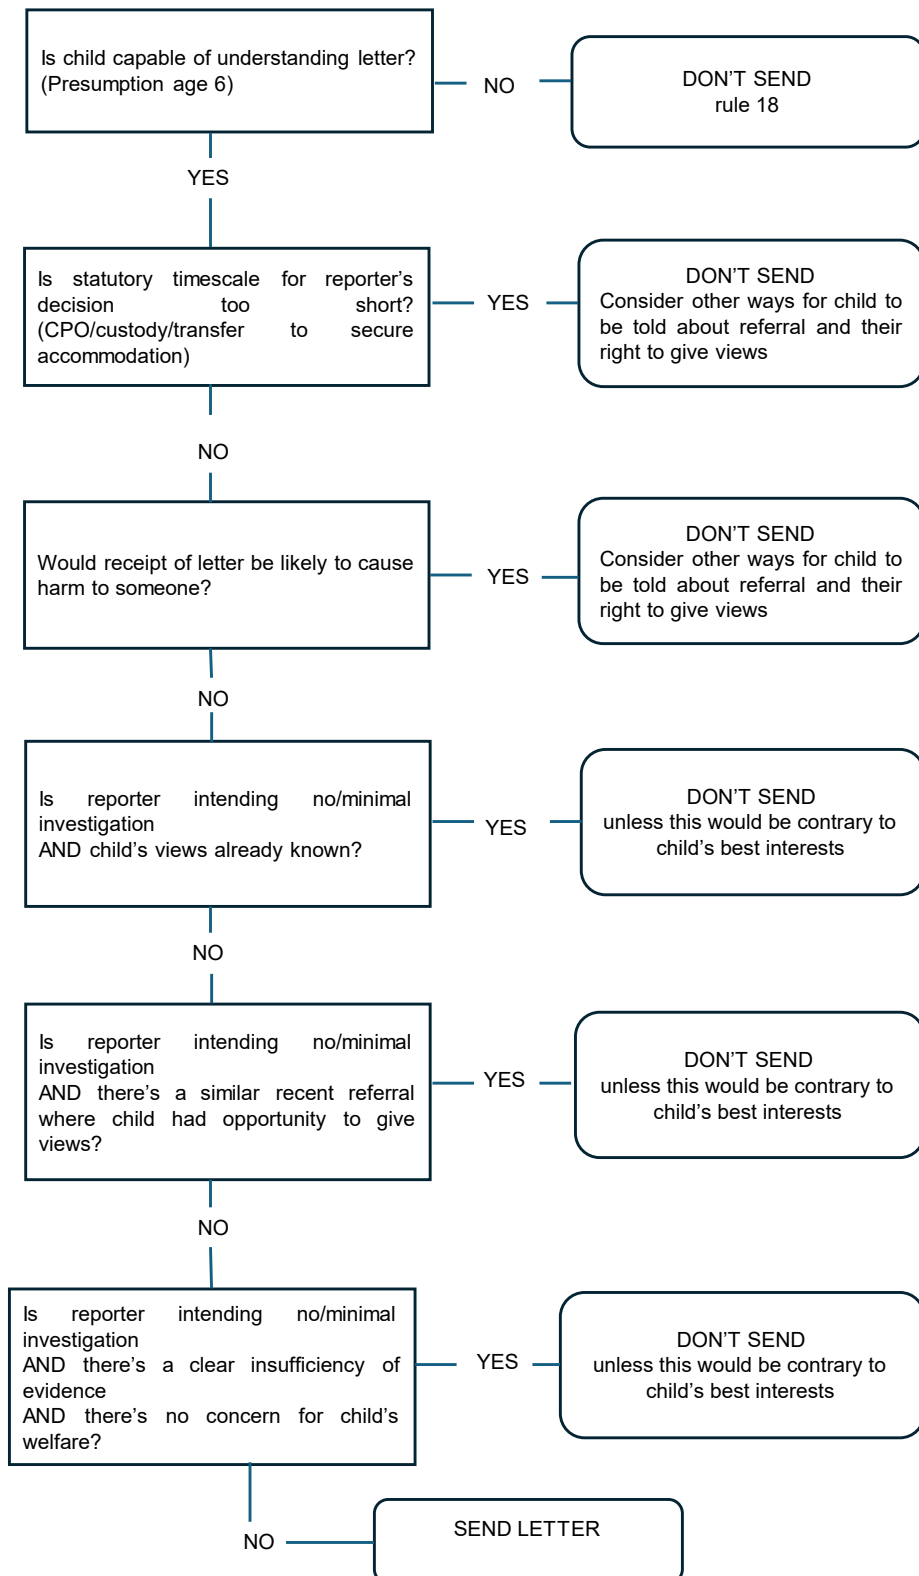 Is child capable of understanding letter?
(Presumption age 6)
NO
DON'T SEND
rule 18
YES
Is statutory timescale for reporter's
decision too short?
(CPO/custody/transfer to secure
accommodation)
YES
DON'T SEND
Consider other ways for child to
be told about referral and their
right to give views
NO
Would receipt of letter be likely to cause
harm to someone?
YES
DON'T SEND
Consider other ways for child to
be told about referral and their
right to give views
NO
Is reporter intending no/minimal
investigation
AND child's views already known?
YES
DON'T SEND
unless this would be contrary to
child's best interests
NO
Is reporter intending no/minimal
investigation
AND there's a similar recent referral
where child had opportunity to give
views?
YES
DON'T SEND
unless this would be contrary to
child's best interests
NO
Is reporter intending no/minimal
investigation
AND there's a clear insufficiency of
evidence
AND there's no concern for child's
welfare?
YES
DON'T SEND
unless this would be contrary to
child's best interests
NO
SEND LETTER